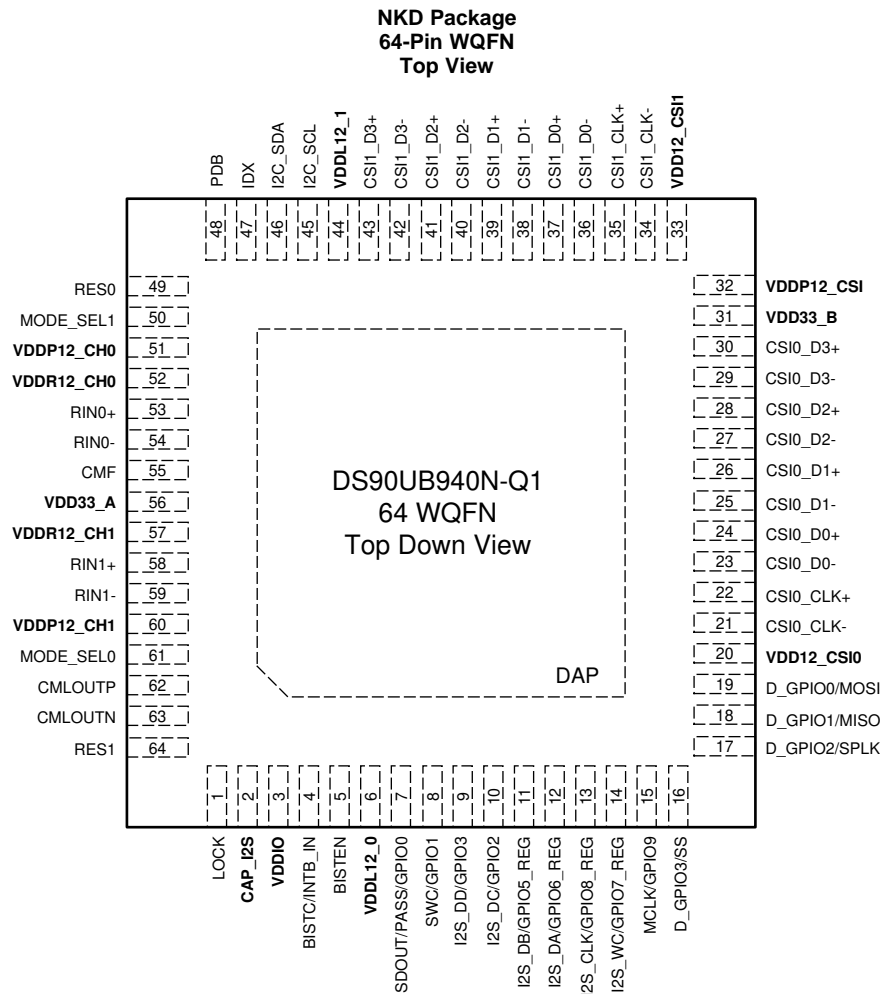 NKD Package
64-Pin WQFN
Top View
PDB
IDX
I2C_SDA
I2C_SCL
VDDL12_1
CSI1_D3+
CSI1_D3-
CSI1_D2+
CSI1_D2-
CSI1_D1+
CSI1_D1-
CSI1_D0+
CSI1_D0-
CSI1_CLK+
CSI1_CLK-
VDD12_CSI1
48
47
46
45
44
43
42
41
40
39
38
37
36
35
34
33
RES0 49
MODE_SEL1 50
VDDP12_CH0 51
VDDR12_CH0 52
RIN0+ 53
RIN0- 54
CMF 55
VDD33_A 56
VDDR12_CH1 57
RIN1+ 58
RIN1- 59
VDDP12_CH1 60
MODE_SEL0 61
CMLOUTP 62
CMLOUTN 63
RES1 64
DS90UB940N-Q1
64 WQFN
Top Down View
DAP
32 VDDP12_CSI
31 VDD33_B
30 CSI0_D3+
29 CSI0_D3-
28 CSI0_D2+
27 CSI0_D2-
26 CSI0_D1+
25 CSI0_D1-
24 CSI0_D0+
23 CSI0_D0-
22 CSI0_CLK+
21 CSI0_CLK-
20 VDD12_CSI0
19 D_GPIO0/MOSI
18 D_GPIO1/MISO
17 D_GPIO2/SPLK
1
2
3
4
5
6
7
8
9
10
11
12
13
14
15
16
LOCK
CAP_I2S
VDDIO
BISTC/INTB_IN
BISTEN
VDDL12_0
SDOUT/PASS/GPIO0
SWC/GPIO1
I2S_DD/GPIO3
I2S_DC/GPIO2
I2S_DB/GPIO5_REG
I2S_DA/GPIO6_REG
I2S_CLK/GPIO8_REG
I2S_WC/GPIO7_REG
MCLK/GPIO9
D_GPIO3/SS